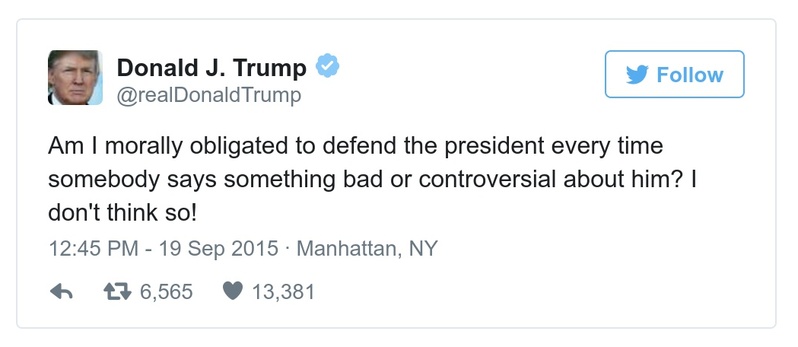 Donald J. Trump
@realDonaldTrump
Follow
Am I morally obligated to defend the president every time
somebody says something bad or controversial about him? I
don't think so!
12:45 PM - 19 Sep 2015 · Manhattan, NY
6,565 13,381